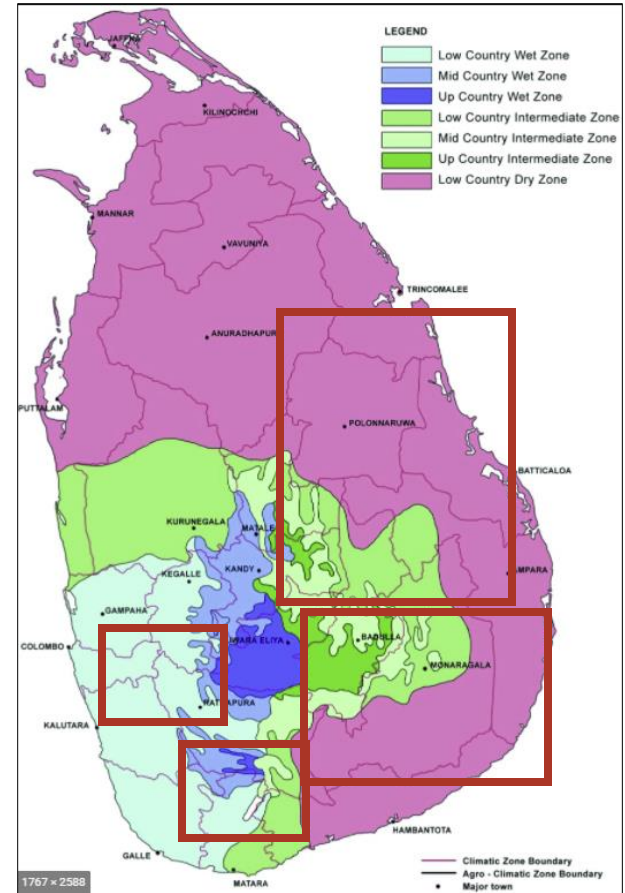 LEGEND
Low Country Wet Zone
Mid Country Wet Zone
Up Country Wet Zone
Low Country Intermediate Zone
Mid Country Intermediate Zone
Up Country Intermediate Zone
Low Country Dry Zone
JAFFNA
KILINOCHCHI
MANNAR
VAVUNIYA
TRINCOMALEE
ANURADHAPUR
PUTTALAM
POLONNARUWA
BATTICALOA
KURUNEGALA
MATALE
KEGALLE
KANDY
AMPARA
GAMPAHA
COLOMBO
WARA ELIYA
BADULLA
MONARAGALA
RATNAPURA
KALUTARA
HAMBANTOTA
GALLE
MATARA
Climatic Zone Boundary
Agro - Climatic Zone Boundary
Major town
1767 × 2588